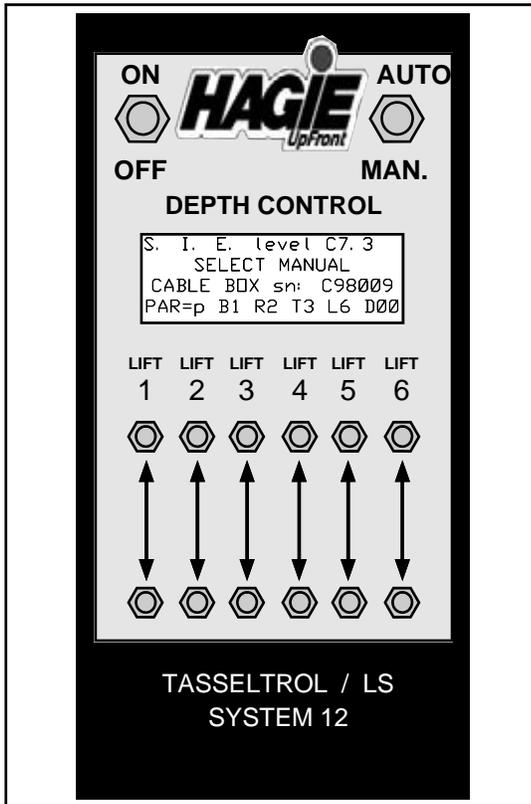 ON AUTO
HAGIE
UpFront
OFF MAN.
DEPTH CONTROL
S. I. E. level C7.3
SELECT MANUAL
CABLE BOX sn: C98009
PAR=p B1 R2 T3 L6 D00
LIFT LIFT LIFT LIFT LIFT LIFT
1 2 3 4 5 6
TASSELTROL / LS
SYSTEM 12